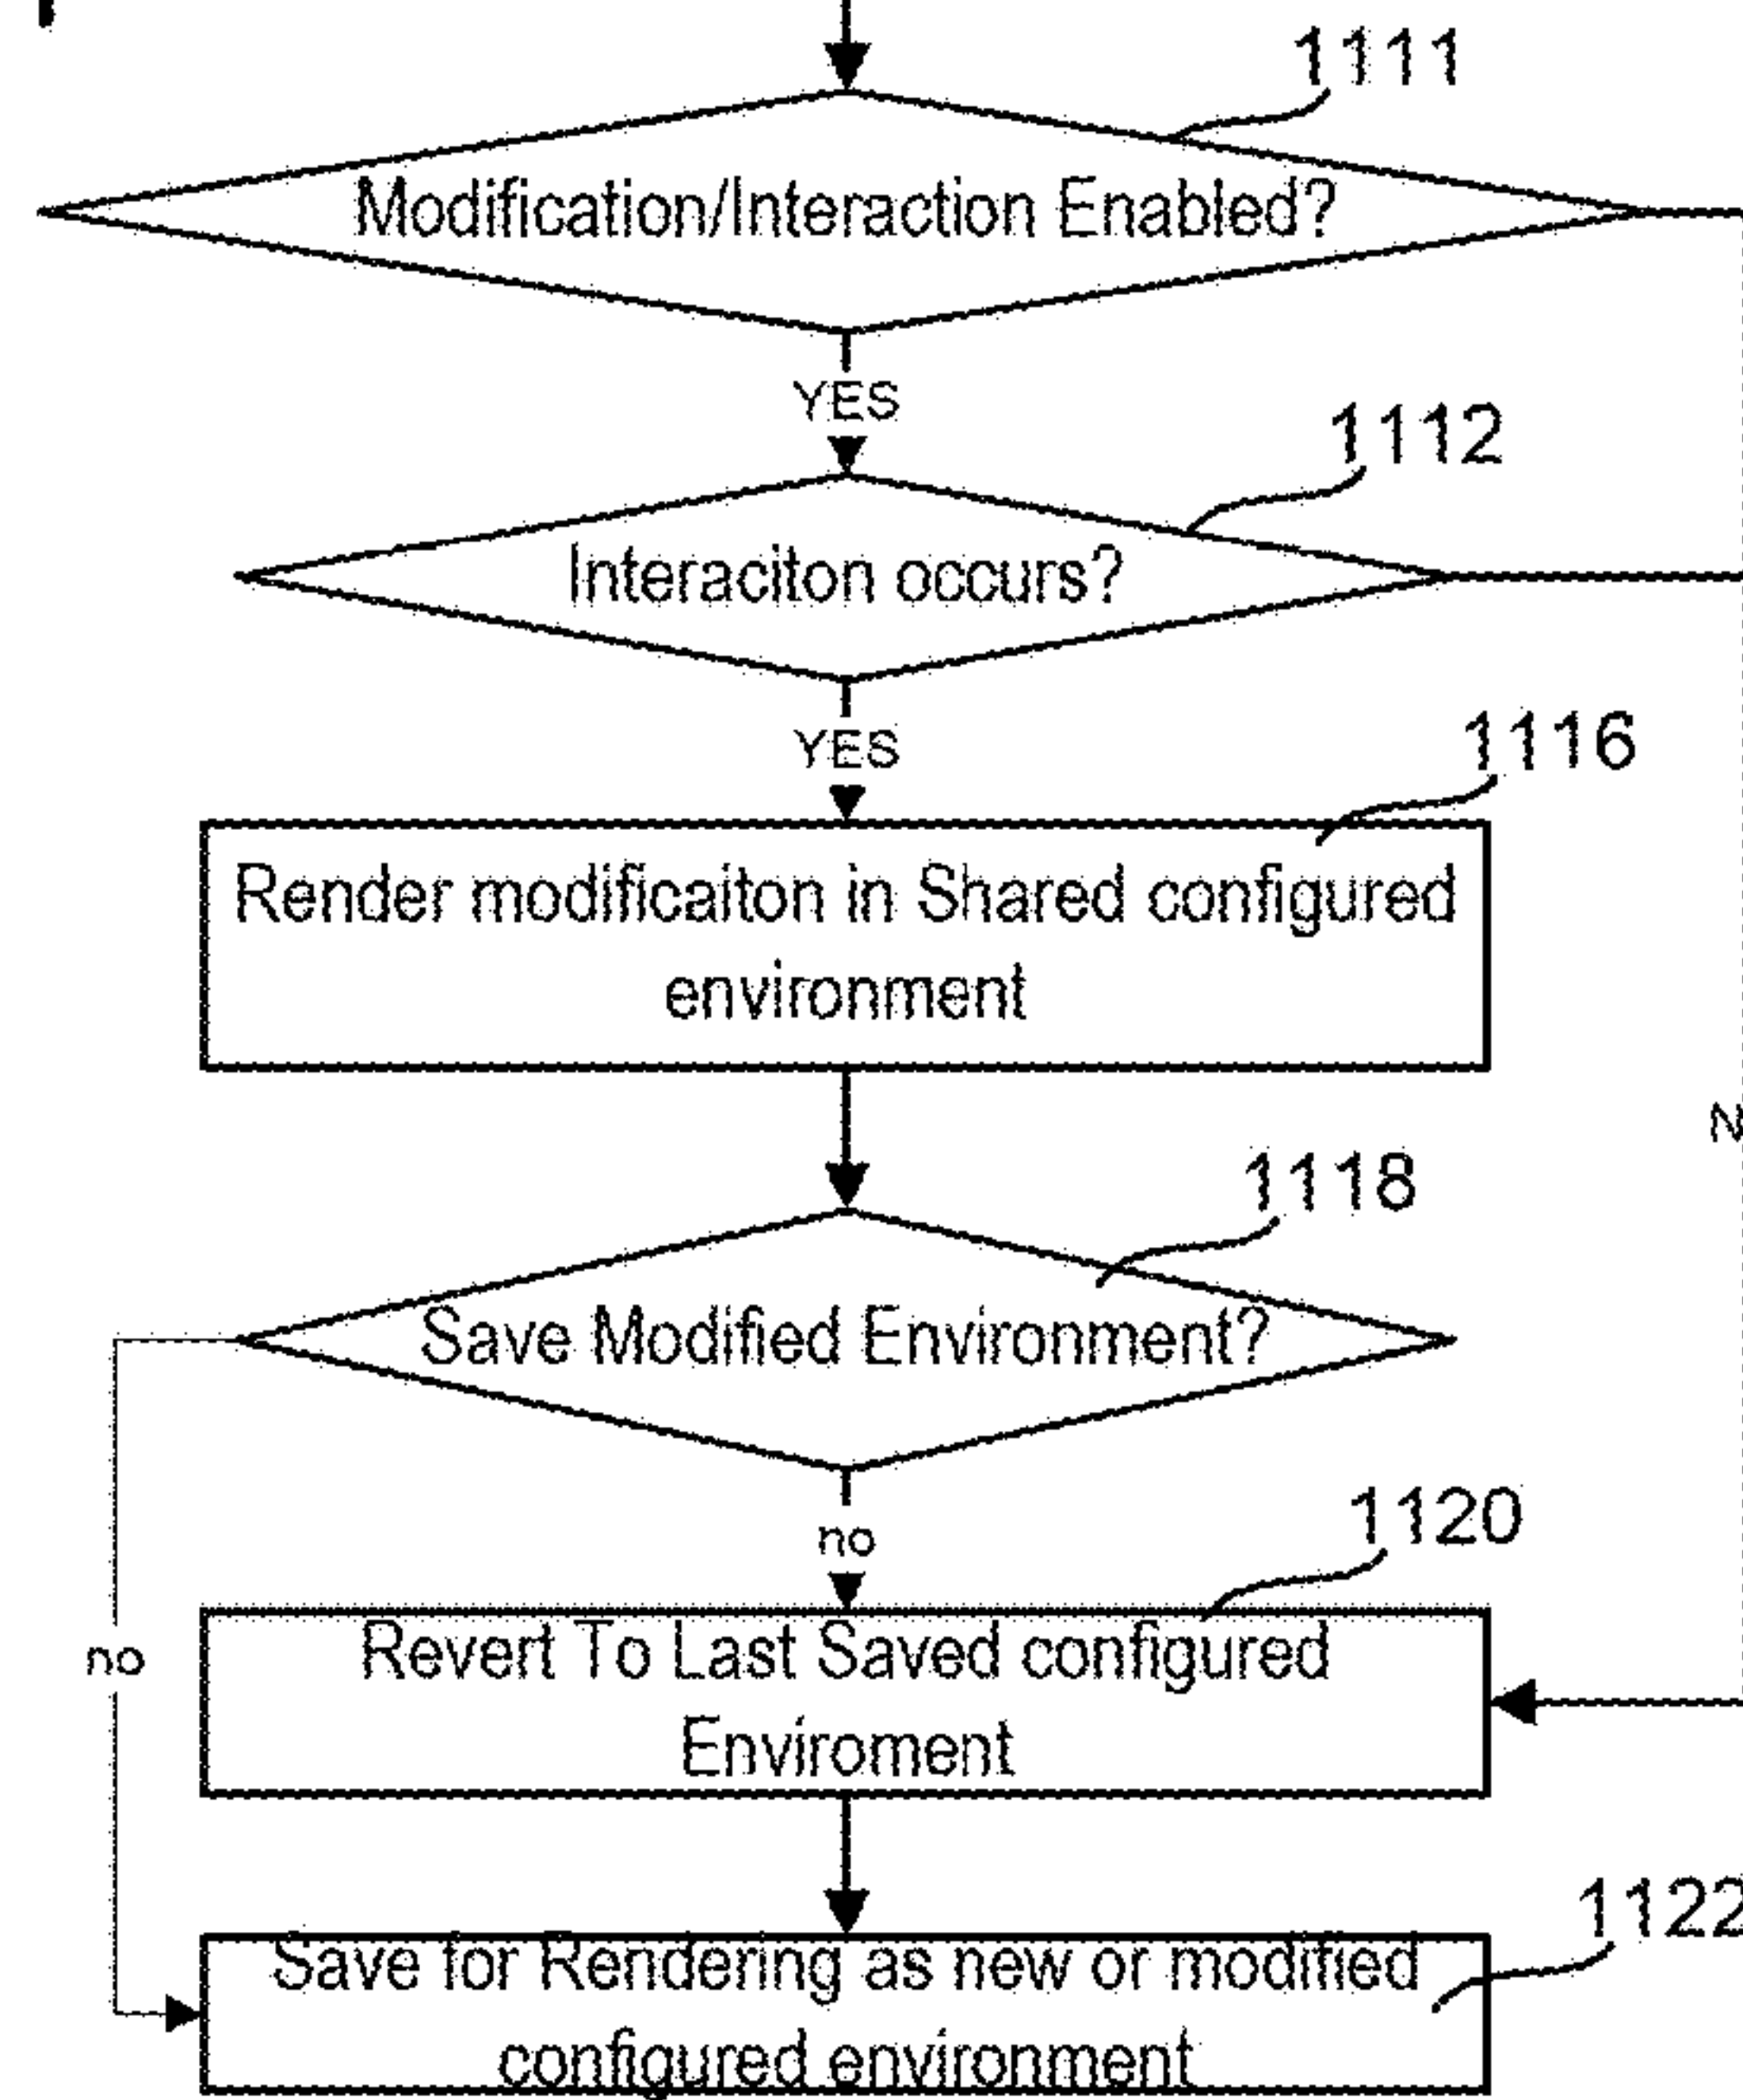 1111
Modification/Interaction Enabled?
YES
1112
Interaciton occurs?
YES
1116
Render modificaiton in Shared configured
environment
N
1118
Save Modified Environment?
no
1120
no
Revert To Last Saved configured
Enviroment
1122
Save for Rendering as new or modified
configured environment